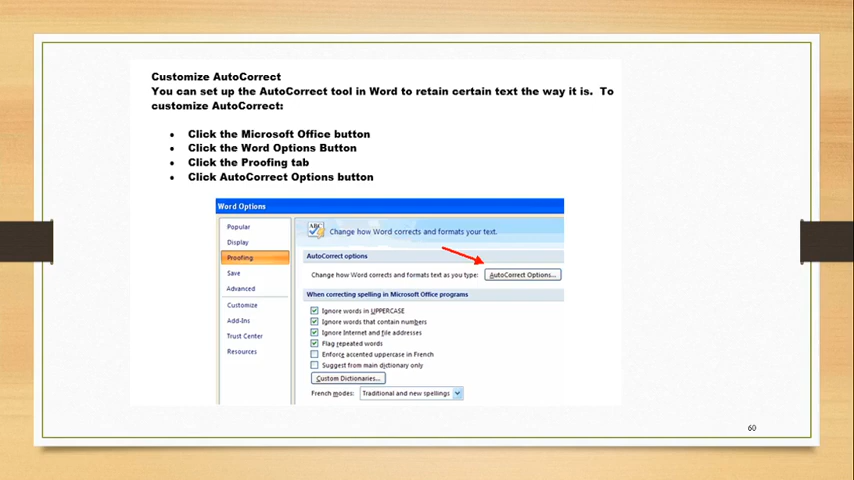 Customize AutoCorrect
You can set up the AutoCorrect tool in Word to retain certain text the way it is. To
customize AutoCorrect:
• Click the Microsoft Office button
• Click the Word Options Button
• Click the Proofing tab
• Click AutoCorrect Options button
Word Options
Popular
Display
Proofing
Save
Advanced
Customize
Add-Ins
Trust Center
Resources
ABC
Change how Word corrects and formats your text.
AutoCorrect options
Change how Word corrects and formats text as you type: AutoCorrect Options...
When correcting spelling in Microsoft Office programs
Ignore words in UPPERCASE
Ignore words that contain numbers
Ignore Internet and file addresses
Flag repeated words
Enforce accented uppercase in French
Suggest from main dictionary only
Custom Dictionaries...
French modes: Traditional and new spellings
60